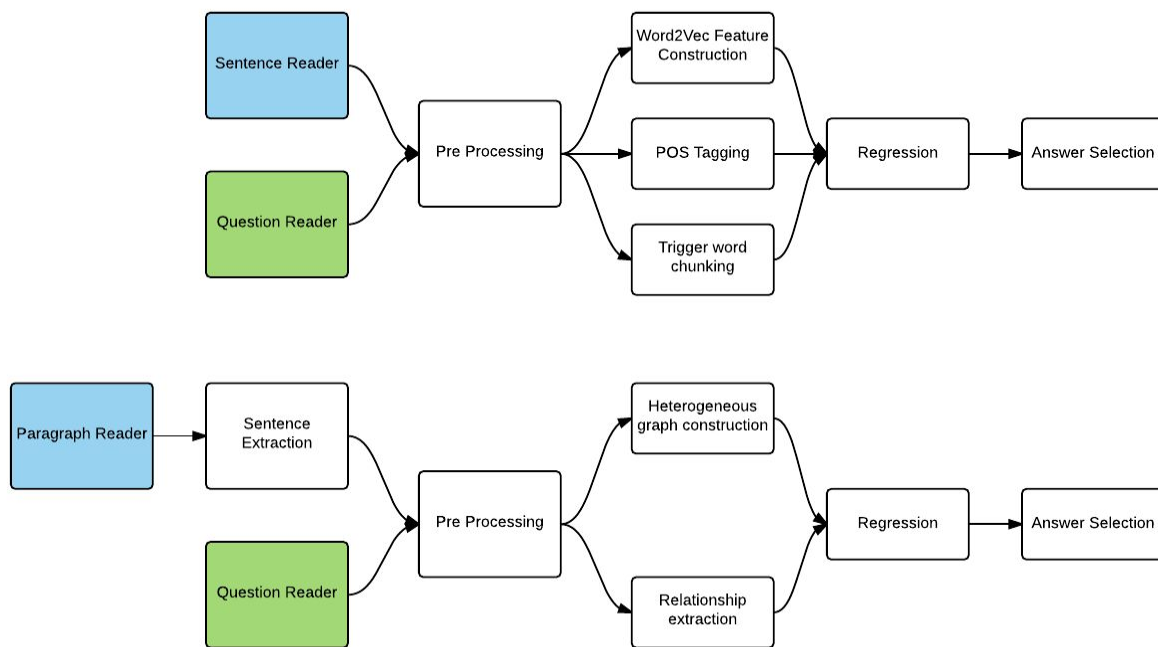 Sentence Reader
Question Reader
Pre Processing
Word2Vec Feature
Construction
POS Tagging
Trigger word
chunking
Regression
Answer Selection
Paragraph Reader
Sentence
Extraction
Question Reader
Pre Processing
Heterogeneous
graph construction
Relationship
extraction
Regression
Answer Selection